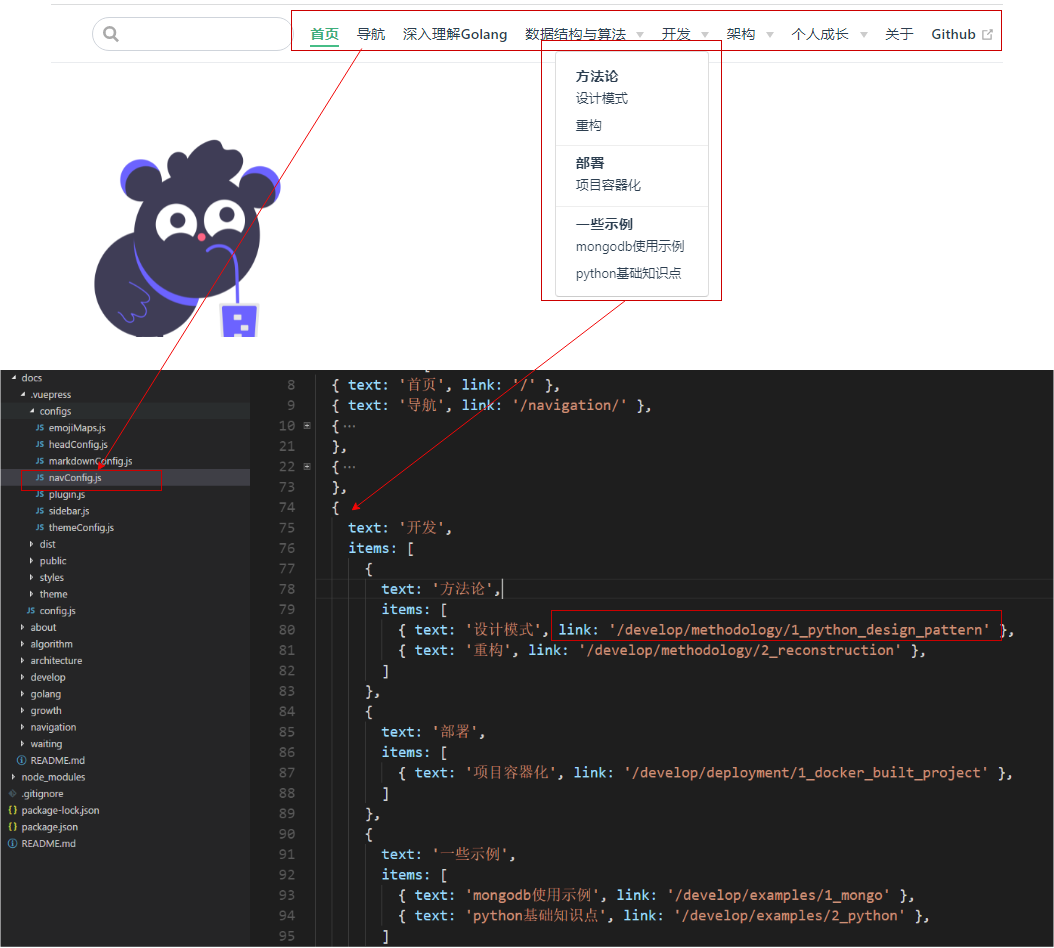 首页 导航 深入理解Golang 数据结构与算法 开发 架构 个人成长 关于 Github
方法论
设计模式
重构
部署
项目容器化
一些示例
mongodb使用示例
python基础知识点
docs
.vuepress
configs
JS emojiMaps.js
JS headConfig.js
JS markdownConfig.js
JS navConfig.js
JS plugin.js
JS sidebar.js
JS themeConfig.js
dist
public
styles
theme
JS config.js
about
algorithm
architecture
develop
golang
growth
navigation
waiting
README.md
node_modules
.gitignore
{} package-lock.json
{} package.json
README.md
8 { text: '首页', link: '/' },
9 { text: '导航', link: '/navigation/' },
10 {···
21 },
22 {···
73 },
74 {
75 text: '开发',
76 items: [
77 {
78 text: '方法论',
79 items: [
80 { text: '设计模式', link: '/develop/methodology/1_python_design_pattern' },
81 { text: '重构', link: '/develop/methodology/2_reconstruction' },
82 ]
83 },
84 {
85 text: '部署',
86 items: [
87 { text: '项目容器化', link: '/develop/deployment/1_docker_built_project' },
88 ]
89 },
90 {
91 text: '一些示例',
92 items: [
93 { text: 'mongodb使用示例', link: '/develop/examples/1_mongo' },
94 { text: 'python基础知识点', link: '/develop/examples/2_python' },
95 ]